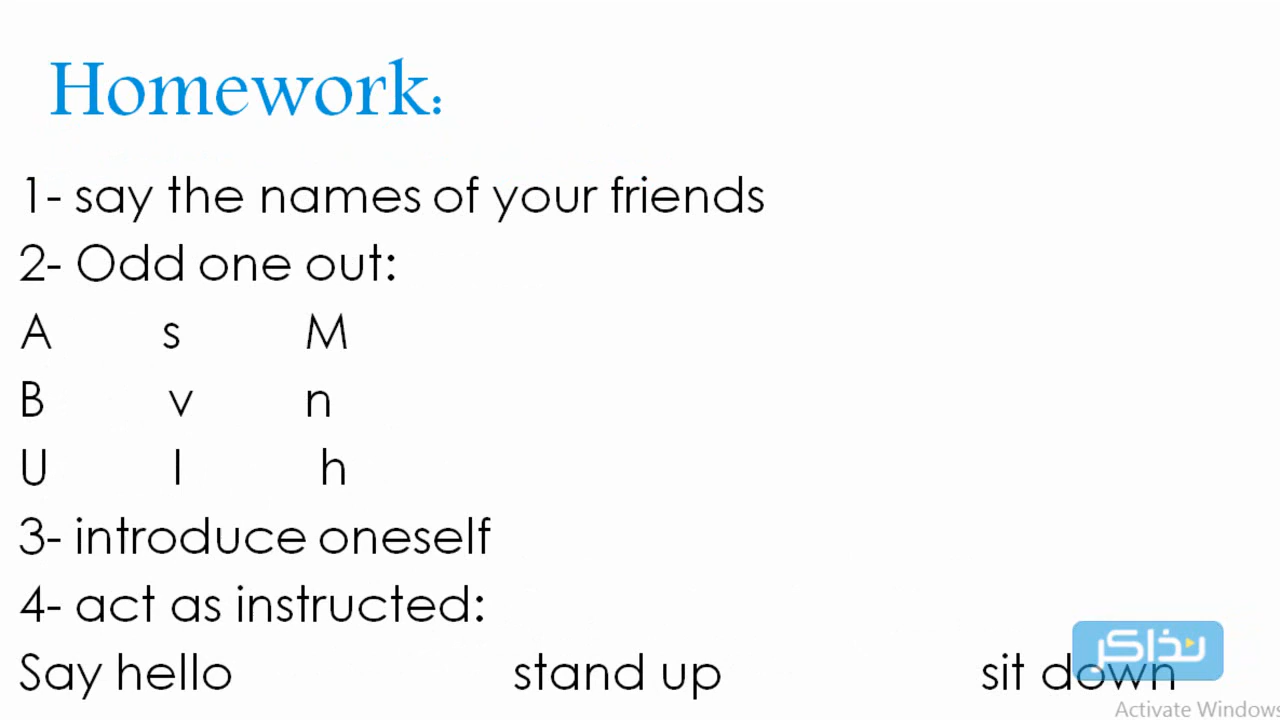 Homework:
1- say the names of your friends
2- Odd one out:
A s M
B v n
U l h
3- introduce oneself
4- act as instructed:
Say hello stand up sit down
نذاكر
Activate Windows